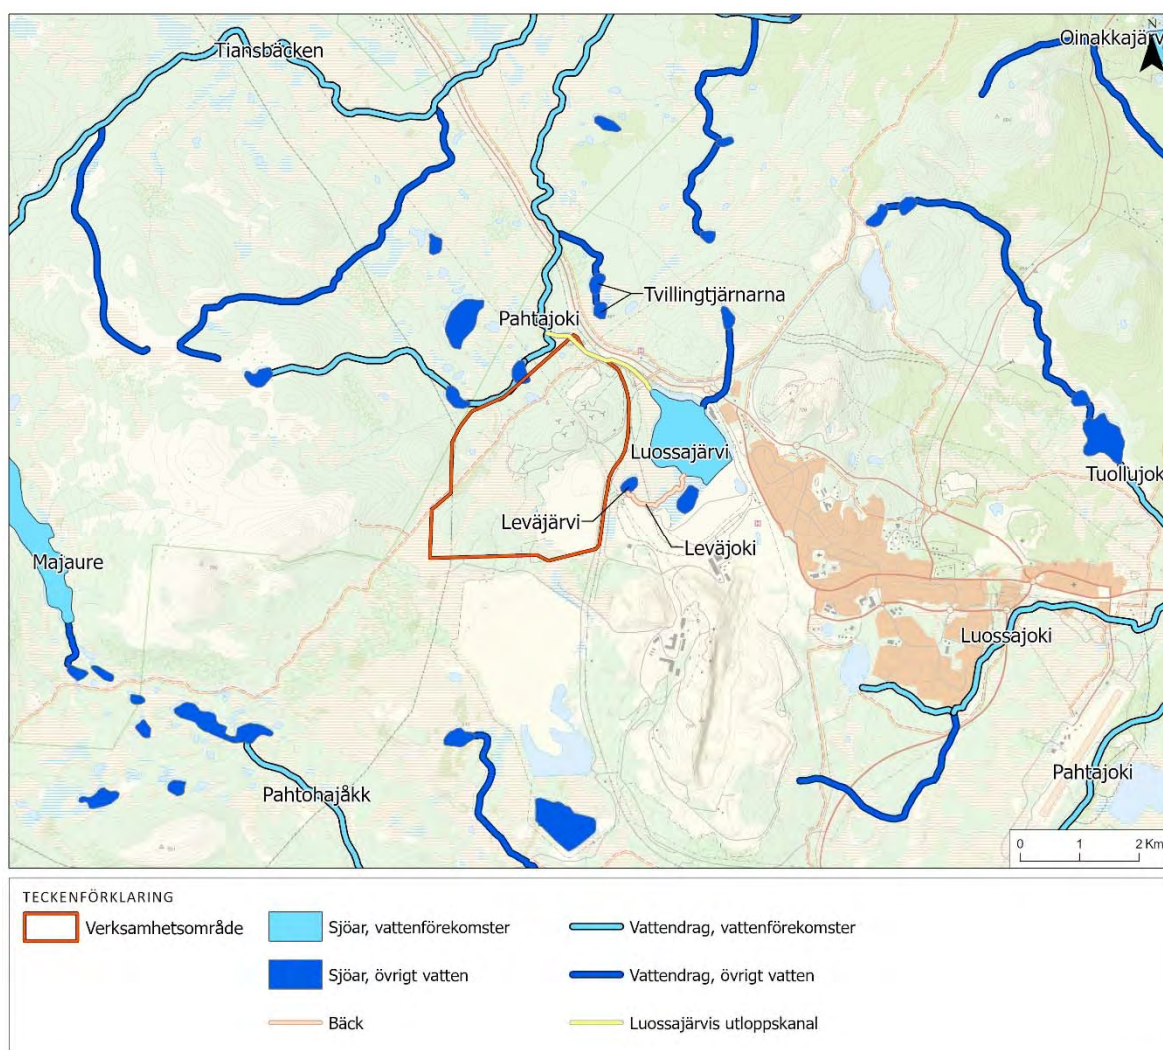 Tiansbäcken
N
Oinakkajärv
Tvillingtjärnarna
Pahtajoki
Luossajärvi
Tuollujok
Leväjärvi
Leväjoki
Majaure
Luossajoki
Pahtajoki
Pahtohajåkk
0 1 2 Km
TECKENFÖRKLARING
Verksamhetsområde
Sjöar, vattenförekomster
Vattendrag, vattenförekomster
Sjöar, övrigt vatten
Vattendrag, övrigt vatten
Bäck
Luossajärvis utloppskanal